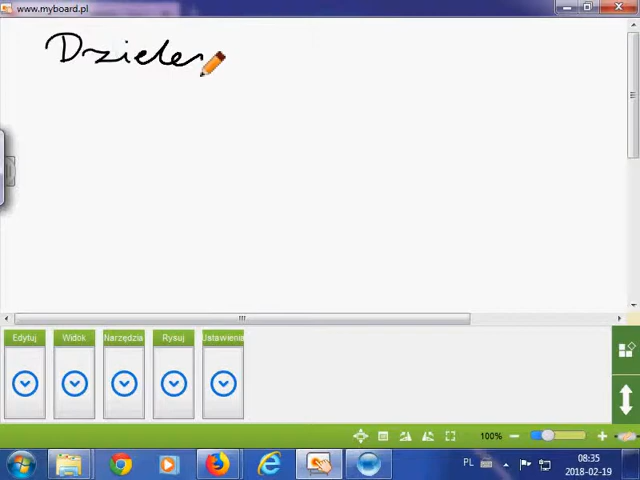 www.myboard.pl
Dzielen
Edytuj Widok Narzędzia Rysuj Ustawienia
100%
PL 08:35
2018-02-19